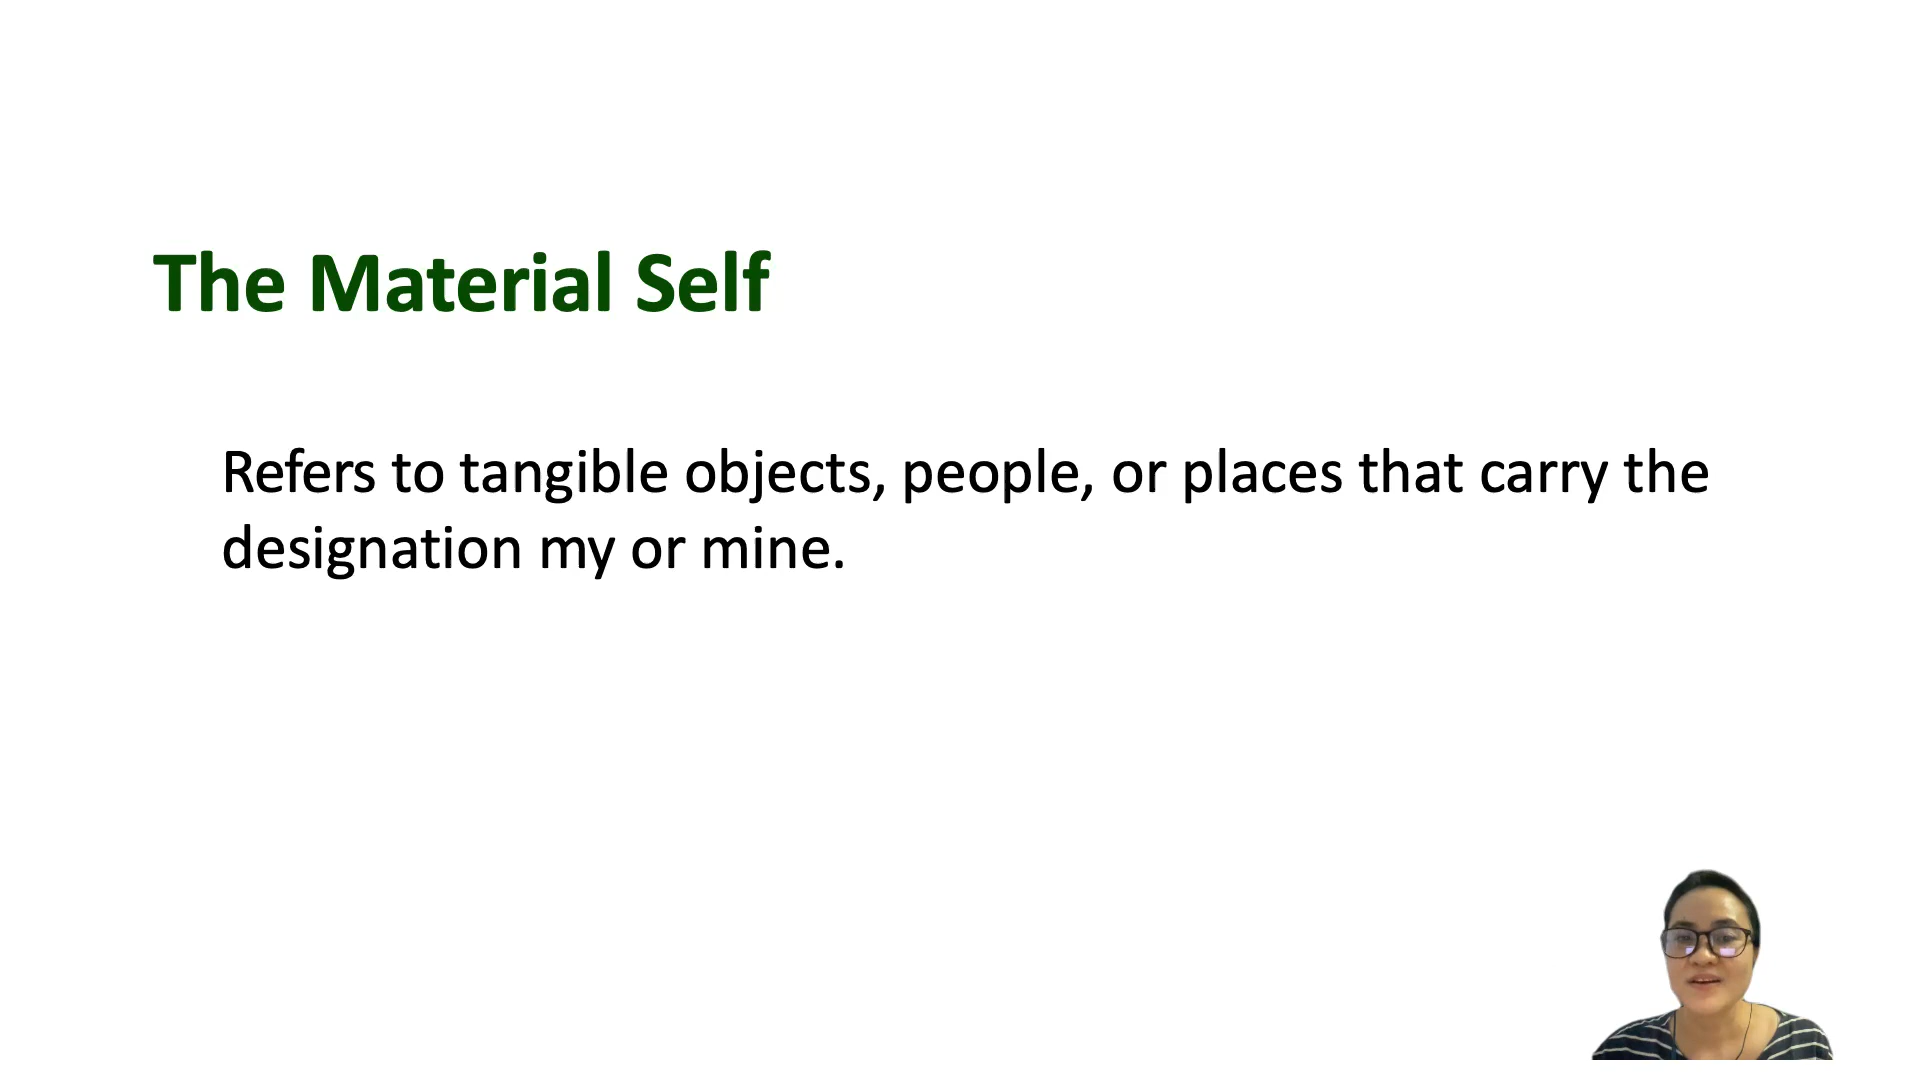 The Material Self
Refers to tangible objects, people, or places that carry the
designation my or mine.